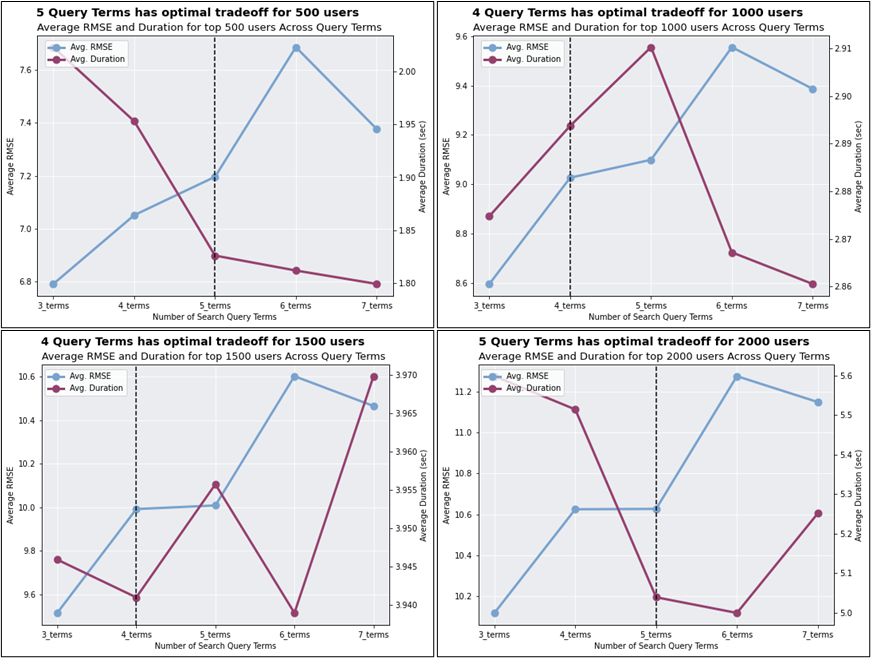 5 Query Terms has optimal tradeoff for 500 users
Average RMSE and Duration for top 500 users Across Query Terms
Avg. RMSE
Avg. Duration
7.6
7.4
7.2
7.0
6.8
Average RMSE
2.00
1.95
1.90
1.85
1.80
Average Duration (sec)
3_terms
4_terms
5_terms
6_terms
7_terms
Number of Search Query Terms
4 Query Terms has optimal tradeoff for 1000 users
Average RMSE and Duration for top 1000 users Across Query Terms
Avg. RMSE
Avg. Duration
9.6
9.4
9.2
9.0
8.8
8.6
Average RMSE
2.91
2.90
2.89
2.88
2.87
2.86
Average Duration (sec)
3_terms
4_terms
5_terms
6_terms
7_terms
Number of Search Query Terms
4 Query Terms has optimal tradeoff for 1500 users
Average RMSE and Duration for top 1500 users Across Query Terms
Avg. RMSE
Avg. Duration
10.6
10.4
10.2
10.0
9.8
9.6
Average RMSE
3.970
3.965
3.960
3.955
3.950
3.945
3.940
Average Duration (sec)
3_terms
4_terms
5_terms
6_terms
7_terms
Number of Search Query Terms
5 Query Terms has optimal tradeoff for 2000 users
Average RMSE and Duration for top 2000 users Across Query Terms
Avg. RMSE
Avg. Duration
11.2
11.0
10.8
10.6
10.4
10.2
Average RMSE
5.6
5.5
5.4
5.3
5.2
5.1
5.0
Average Duration (sec)
3_terms
4_terms
5_terms
6_terms
7_terms
Number of Search Query Terms